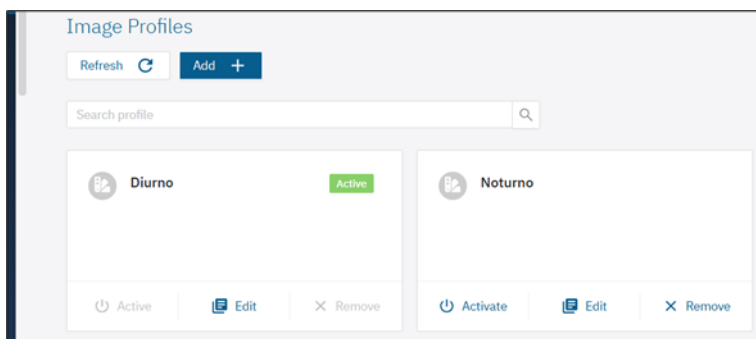 Image Profiles
Refresh
Add
Search profile
Diurno
Active
Noturno
Active
Edit
Remove
Activate
Edit
Remove